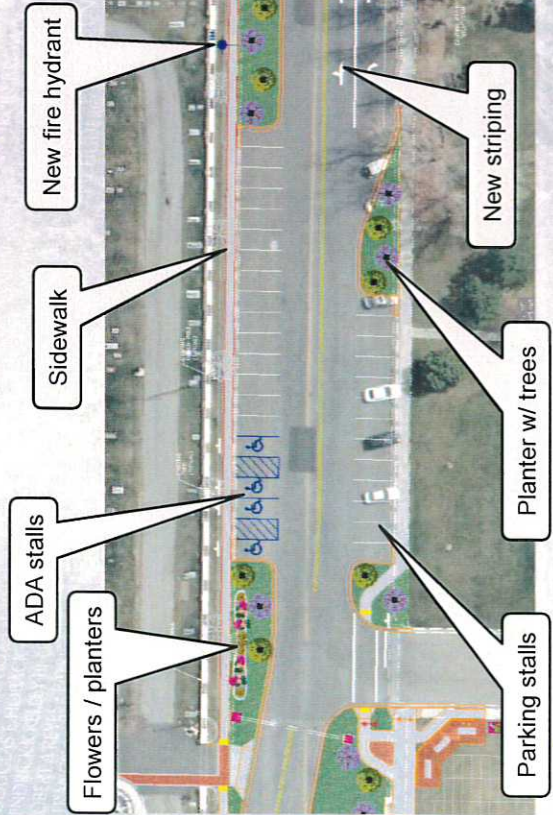 New fire hydrant
Sidewalk
ADA stalls
Flowers / planters
New striping
Planter w/ trees
Parking stalls